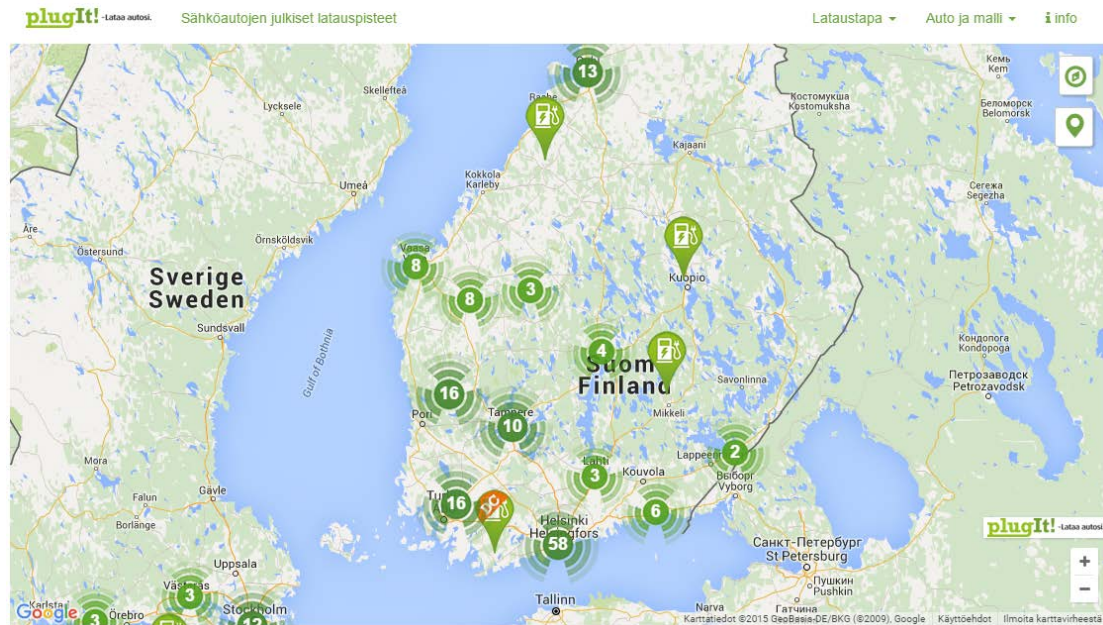 plugIt! -Lataa autosi.
Sähköautojen julkiset latauspisteet
Lataustapa
Auto ja malli
i info
13
Кемь
Kem
Skellefteå
Lycksele
Костомукша
Kostomuksha
Беломорск
Belomorsk
Kajaani
Kokkola
Karleby
Umeå
Сегежа
Segezha
Åre
Östersund
Örnsköldsvik
Vaasa
8
Kuopio
Sverige
Sweden
8
3
Sundsvall
Gulf of Bothnia
4
Suomi
Finland
Кондопога
Kondopoga
Savonlinna
Петрозаводск
Petrozavodsk
16
Pori
Tampere
10
Mikkeli
Mora
Lahti
3
Kouvola
Lappeen
2
Выборг
Vyborg
Falun
Gävle
16
6
Borlänge
Helsinki
Helsingfors
58
plugIt! -Lataa autosi
Санкт-Петербург
St Petersburg
Uppsala
Пушкин
Pushkin
+
−
Västerås
3
Tallinn
Google
Karlstad
3
Örebro
Stockholm
12
Narva
Гатчина
Karttatiedot ©2015 GeoBasis-DE/BKG (©2009), Google
Käyttöehdot
Ilmoita karttavirheestä